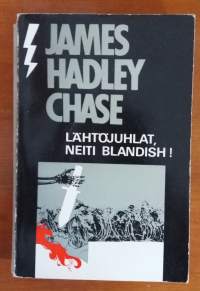 JAMES
HADLEY
CHASE
LÄHTÖJUHLAT,
NEITI BLANDISH!